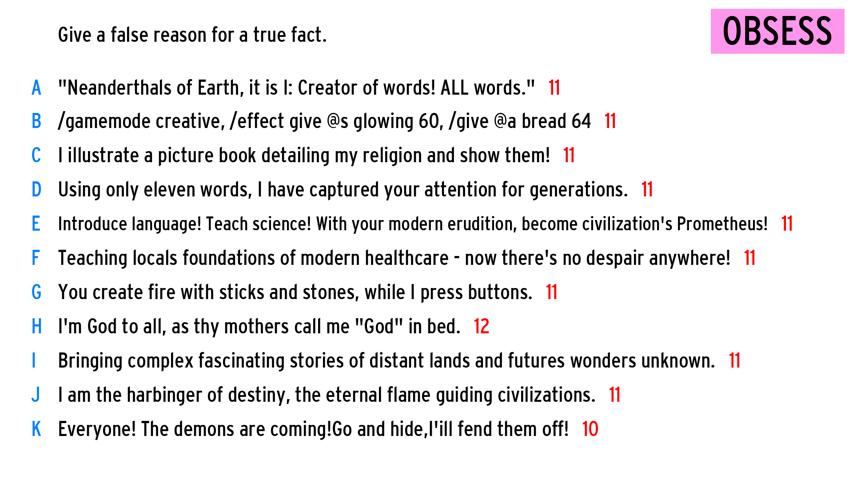 Give a false reason for a true fact.
OBSESS
A "Neanderthals of Earth, it is I: Creator of words! ALL words." 11
B /gamemode creative, /effect give @s glowing 60, /give @a bread 64 11
C I illustrate a picture book detailing my religion and show them! 11
D Using only eleven words, I have captured your attention for generations. 11
E Introduce language! Teach science! With your modern erudition, become civilization's Prometheus! 11
F Teaching locals foundations of modern healthcare - now there's no despair anywhere! 11
G You create fire with sticks and stones, while I press buttons. 11
H I'm God to all, as thy mothers call me "God" in bed. 12
I Bringing complex fascinating stories of distant lands and futures wonders unknown. 11
J I am the harbinger of destiny, the eternal flame guiding civilizations. 11
K Everyone! The demons are coming!Go and hide,I'ill fend them off! 10